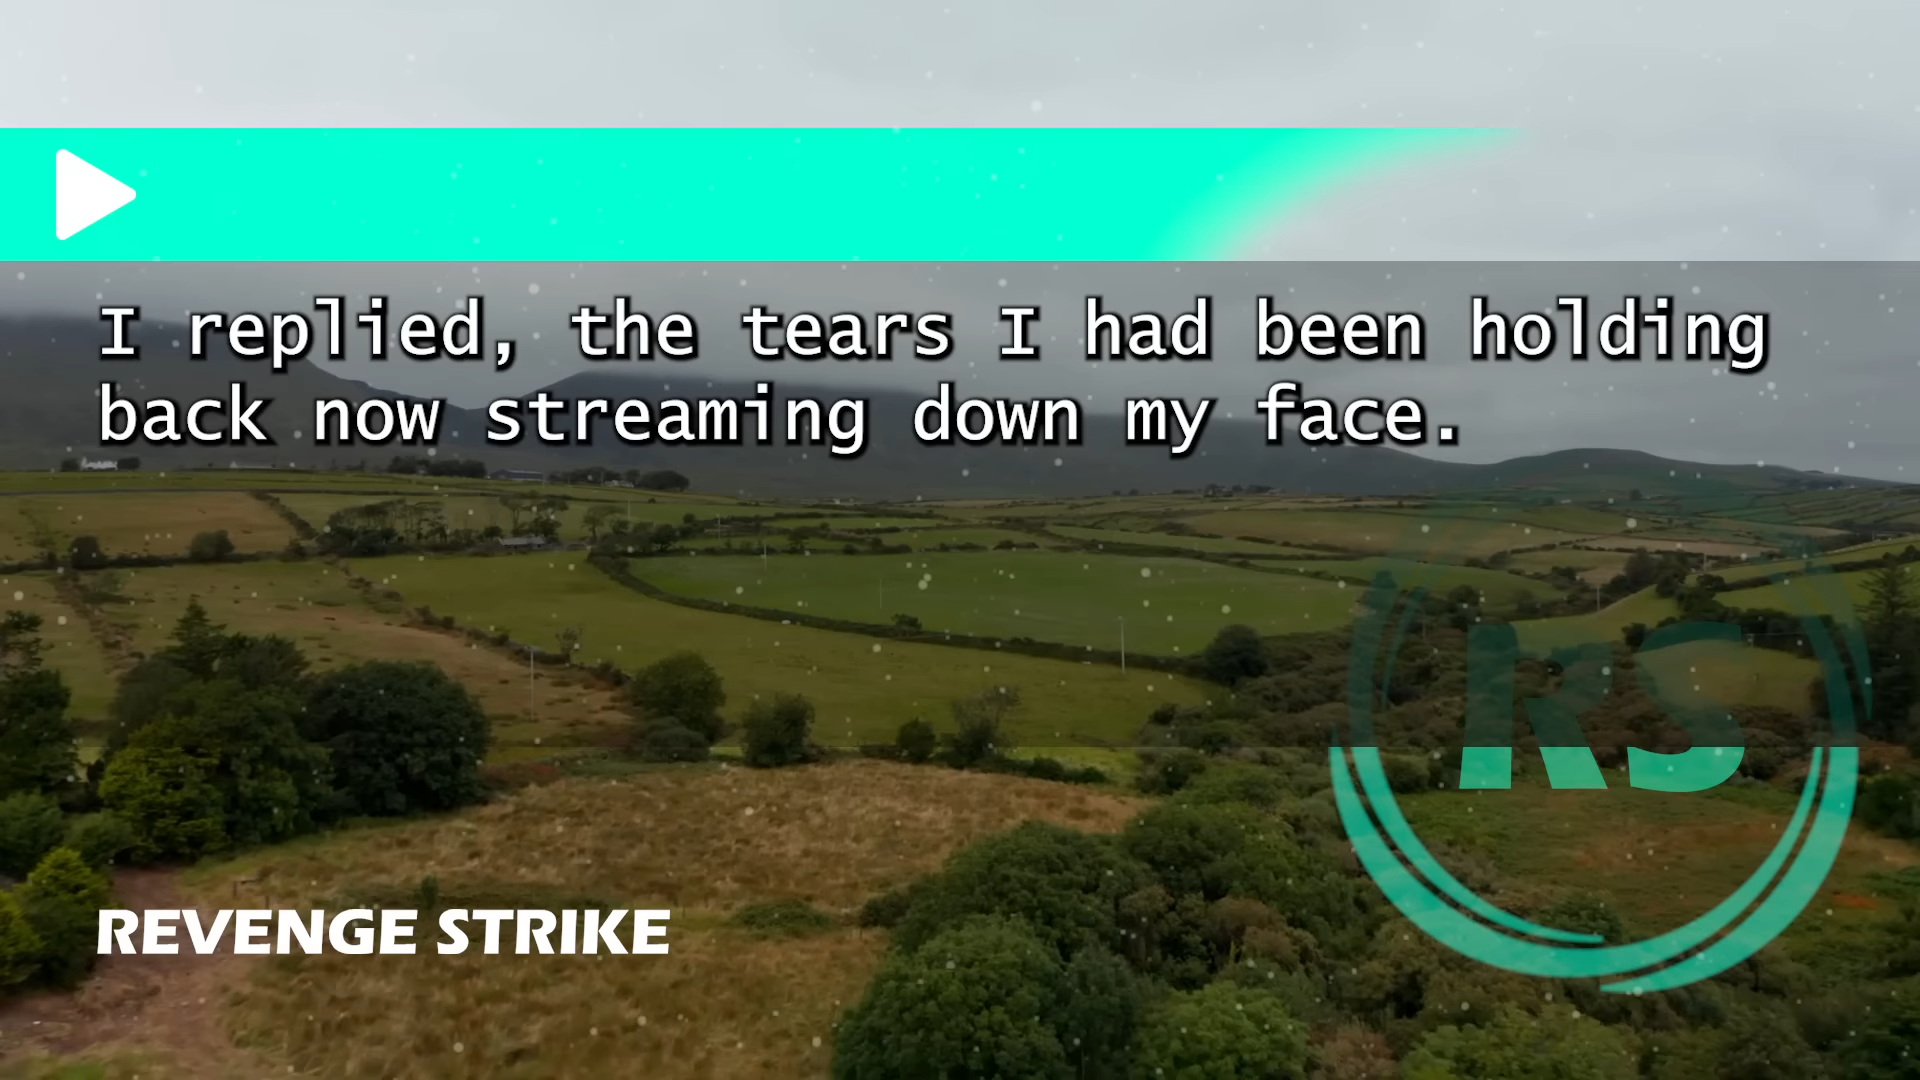 I replied, the tears I had been holding
back now streaming down my face.
RS
REVENGE STRIKE